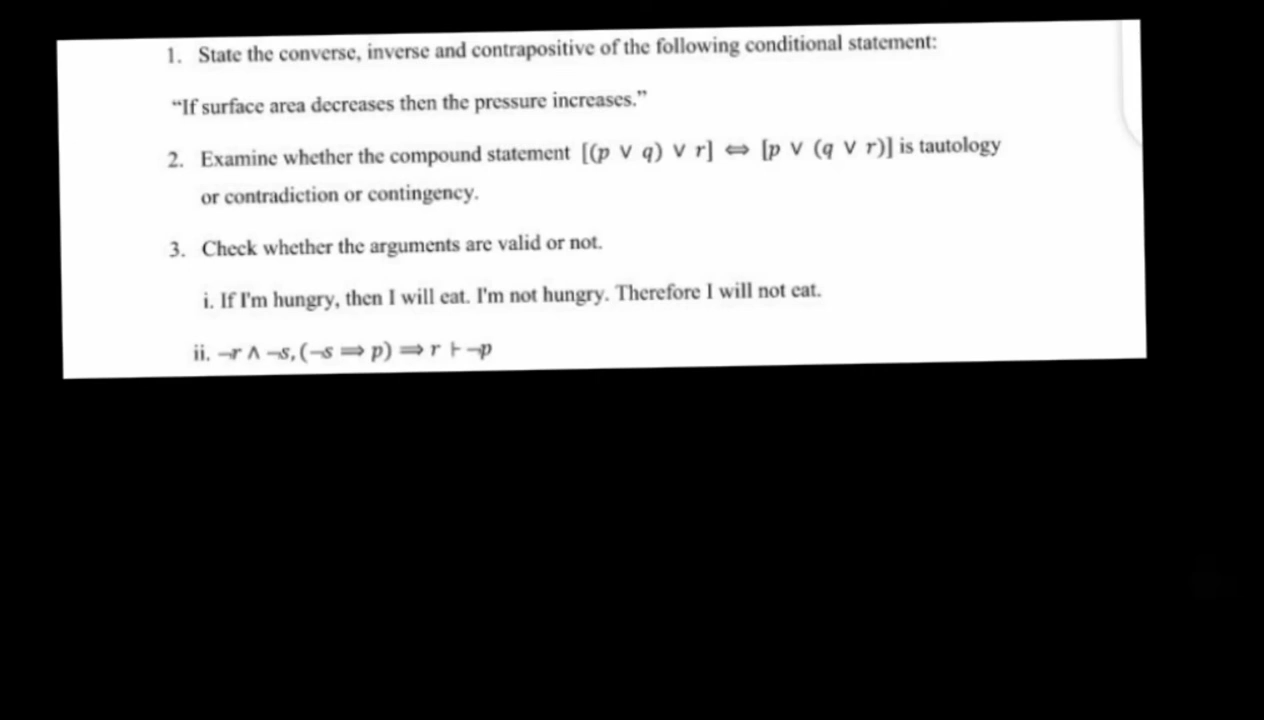 1. State the converse, inverse and contrapositive of the following conditional statement:
“If surface area decreases then the pressure increases.”
2. Examine whether the compound statement [(p ∨ q) ∨ r] ⇔ [p ∨ (q ∨ r)] is tautology
or contradiction or contingency.
3. Check whether the arguments are valid or not.
i. If I'm hungry, then I will eat. I'm not hungry. Therefore I will not eat.
ii. ¬r ∧ ¬s, (¬s ⟹ p) ⟹ r ⊢ ¬p